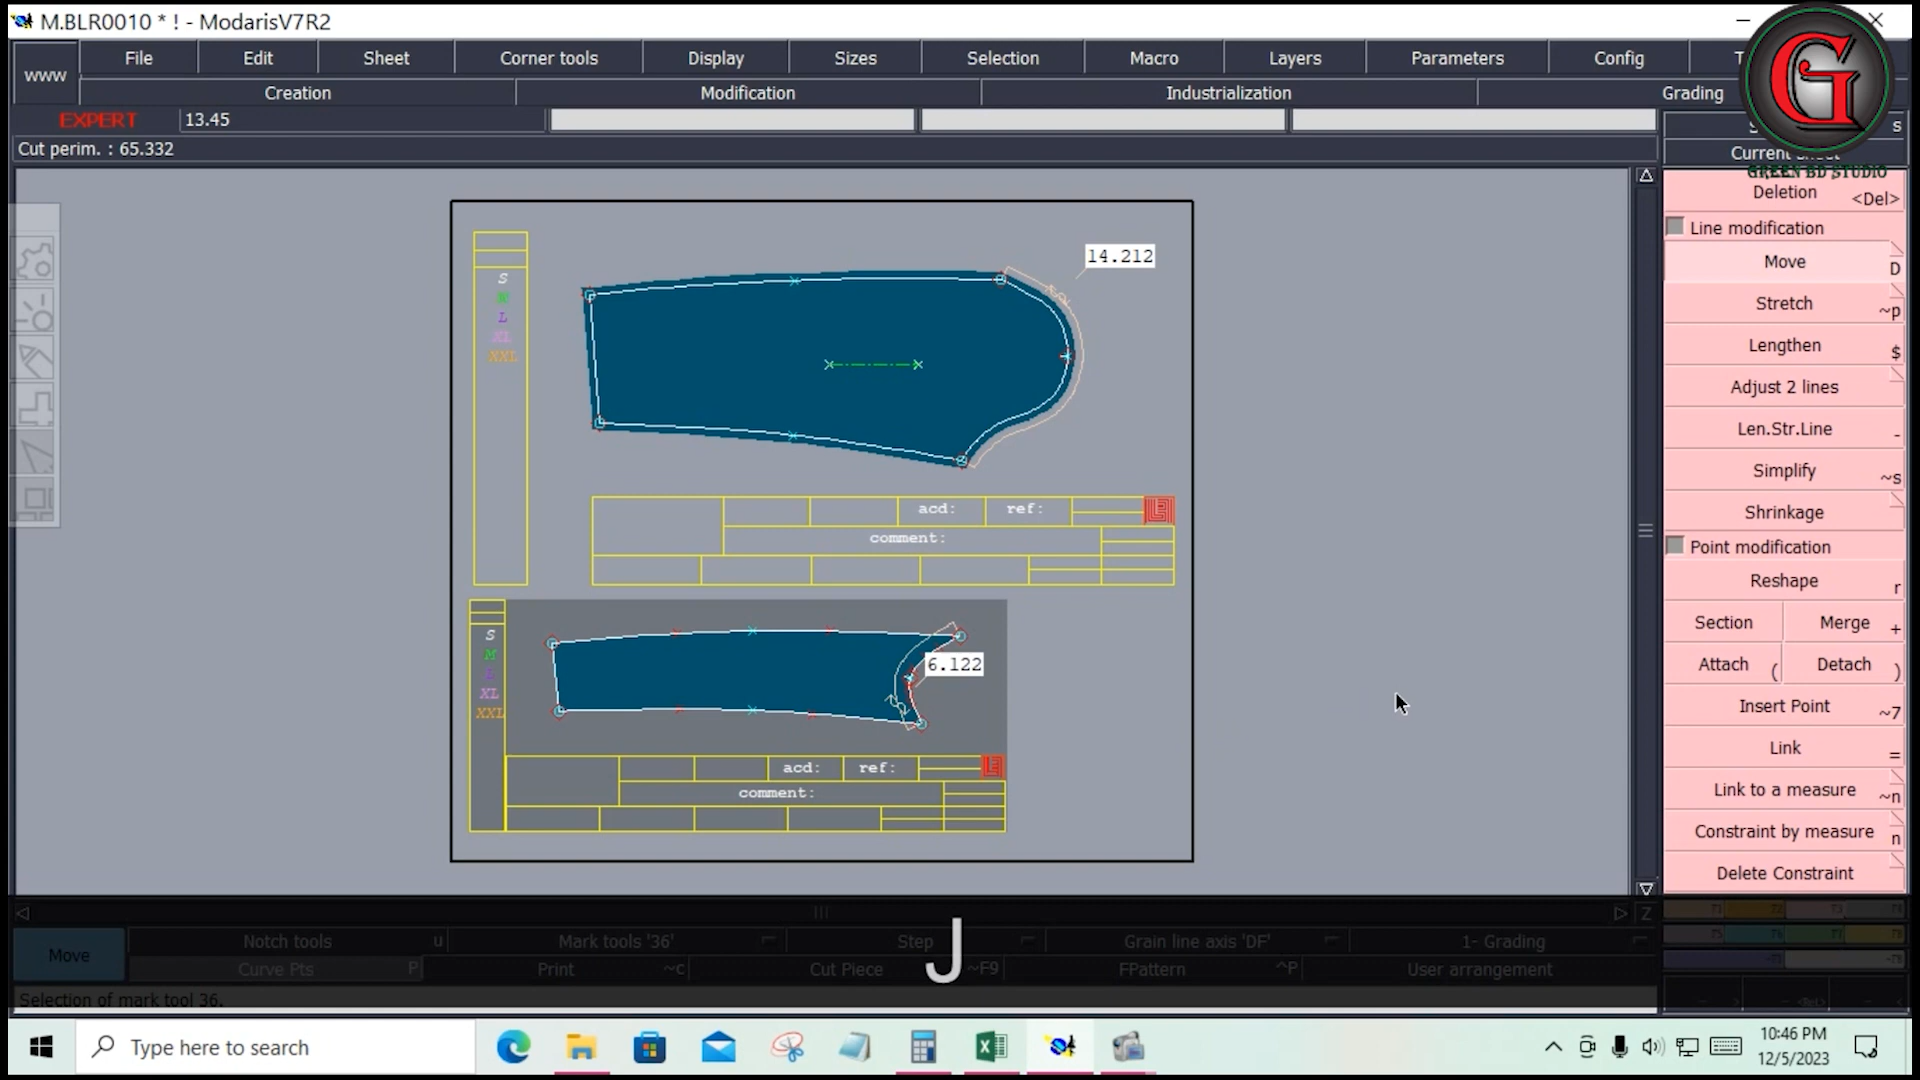 M.BLR0010 * ! - ModarisV7R2
www
File Edit Sheet Corner tools Display Sizes Selection Macro Layers Parameters Config
Creation Modification Industrialization Grading
EXPERT 13.45
Cut perim. : 65.332
G
GREEN BD STUDIO
Deletion <Del>
Line modification
Move D
Stretch ~p
Lengthen $
Adjust 2 lines
Len.Str.Line -
Simplify ~s
Shrinkage
Point modification
Reshape r
Section Merge +
Attach ( Detach )
Insert Point ~7
Link =
Link to a measure ~n
Constraint by measure n
Delete Constraint
14.212
S
M
L
XL
XXL
acd: ref:
comment:
6.122
S
M
L
XL
XXL
acd: ref:
comment:
J
Z
Move
Notch tools u Mark tools '36' Step Grain line axis 'DF' 1- Grading
Curve Pts P Print ~c Cut Piece ~F9 FPattern ^P User arrangement
Selection of mark tool 36.
Type here to search
10:46 PM
12/5/2023